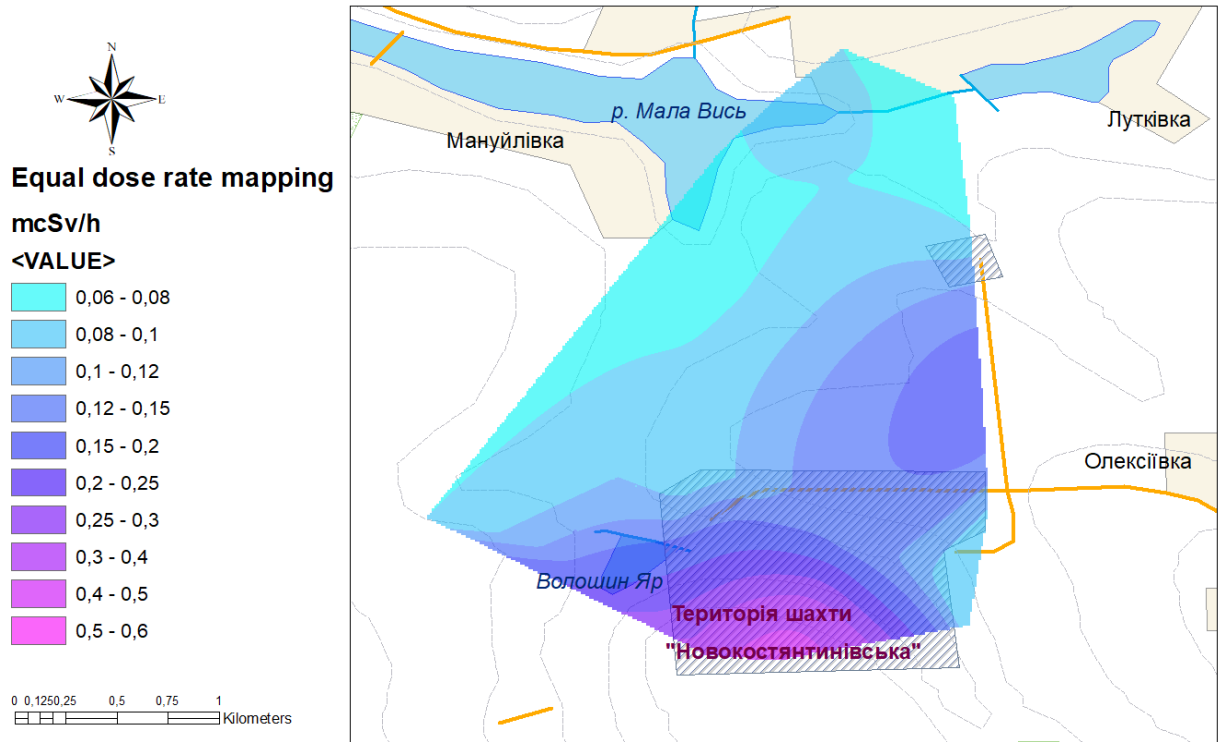 N
W
E
S
Equal dose rate mapping
mcSv/h
<VALUE>
0,06 - 0,08
0,08 - 0,1
0,1 - 0,12
0,12 - 0,15
0,15 - 0,2
0,2 - 0,25
0,25 - 0,3
0,3 - 0,4
0,4 - 0,5
0,5 - 0,6
0 0,1250,25 0,5 0,75 1
Kilometers
р. Мала Вись
Мануйлівка
Лутківка
Олексіївка
Волошин Яр
Територія шахти
"Новокостянтинівська"